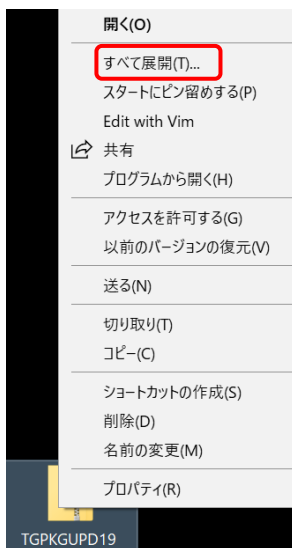 開く(O)
すべて展開(T)...
スタートにピン留めする(P)
Edit with Vim
共有
プログラムから開く(H)
アクセスを許可する(G)
以前のバージョンの復元(V)
送る(N)
切り取り(T)
コピー(C)
ショートカットの作成(S)
削除(D)
名前の変更(M)
プロパティ(R)
TGPKGUPD19